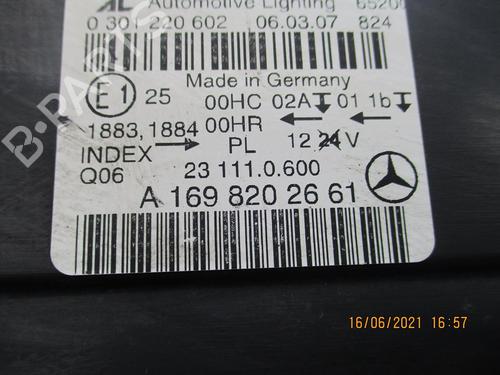 AL Automotive Lighting
0 301 220 602 06.03.07 824
Made in Germany
E1 25 00HC 02A 01 1b
1883,1884 00HR
INDEX PL 12 24 V
Q06 23 111.0.600
A 169 820 26 61
B-PARTS
16/06/2021 16:57